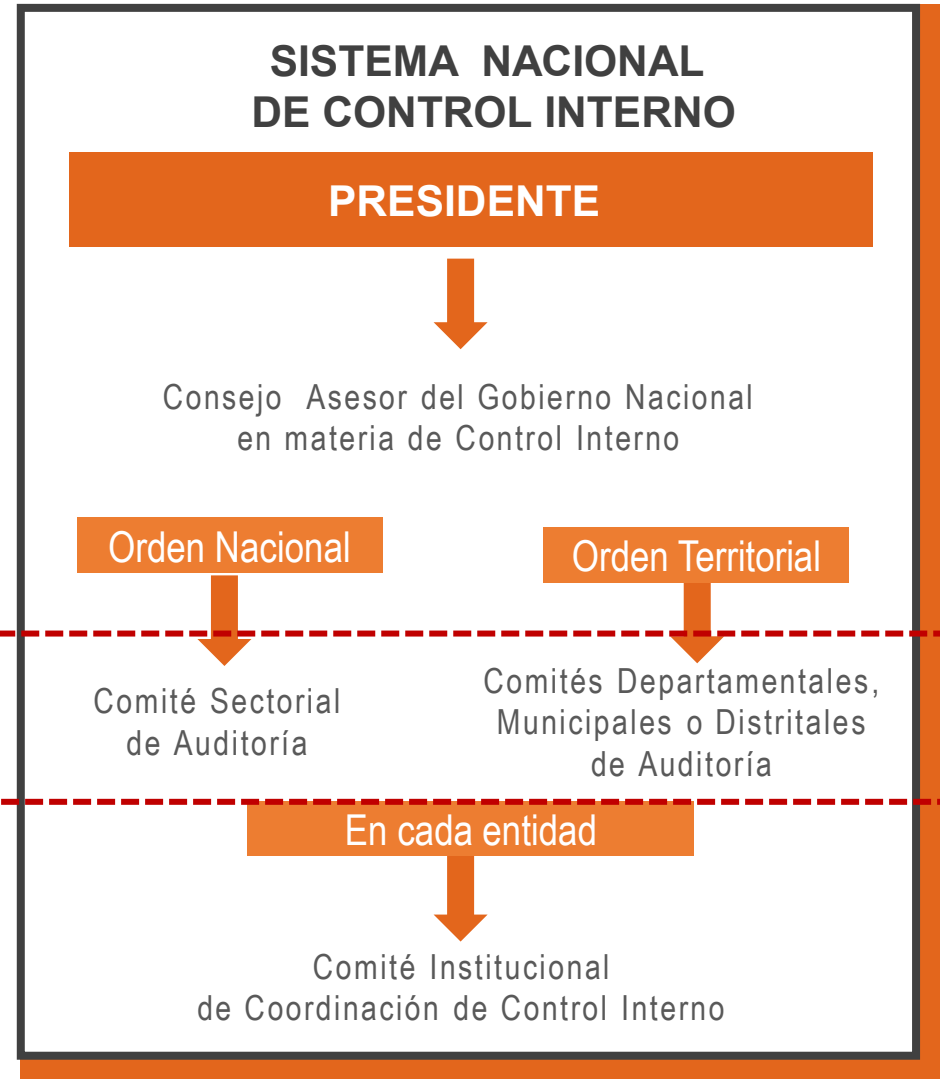 SISTEMA NACIONAL
DE CONTROL INTERNO
PRESIDENTE
Consejo Asesor del Gobierno Nacional
en materia de Control Interno
Orden Nacional
Orden Territorial
Comité Sectorial
de Auditoría
Comités Departamentales,
Municipales o Distritales
de Auditoría
En cada entidad
Comité Institucional
de Coordinación de Control Interno